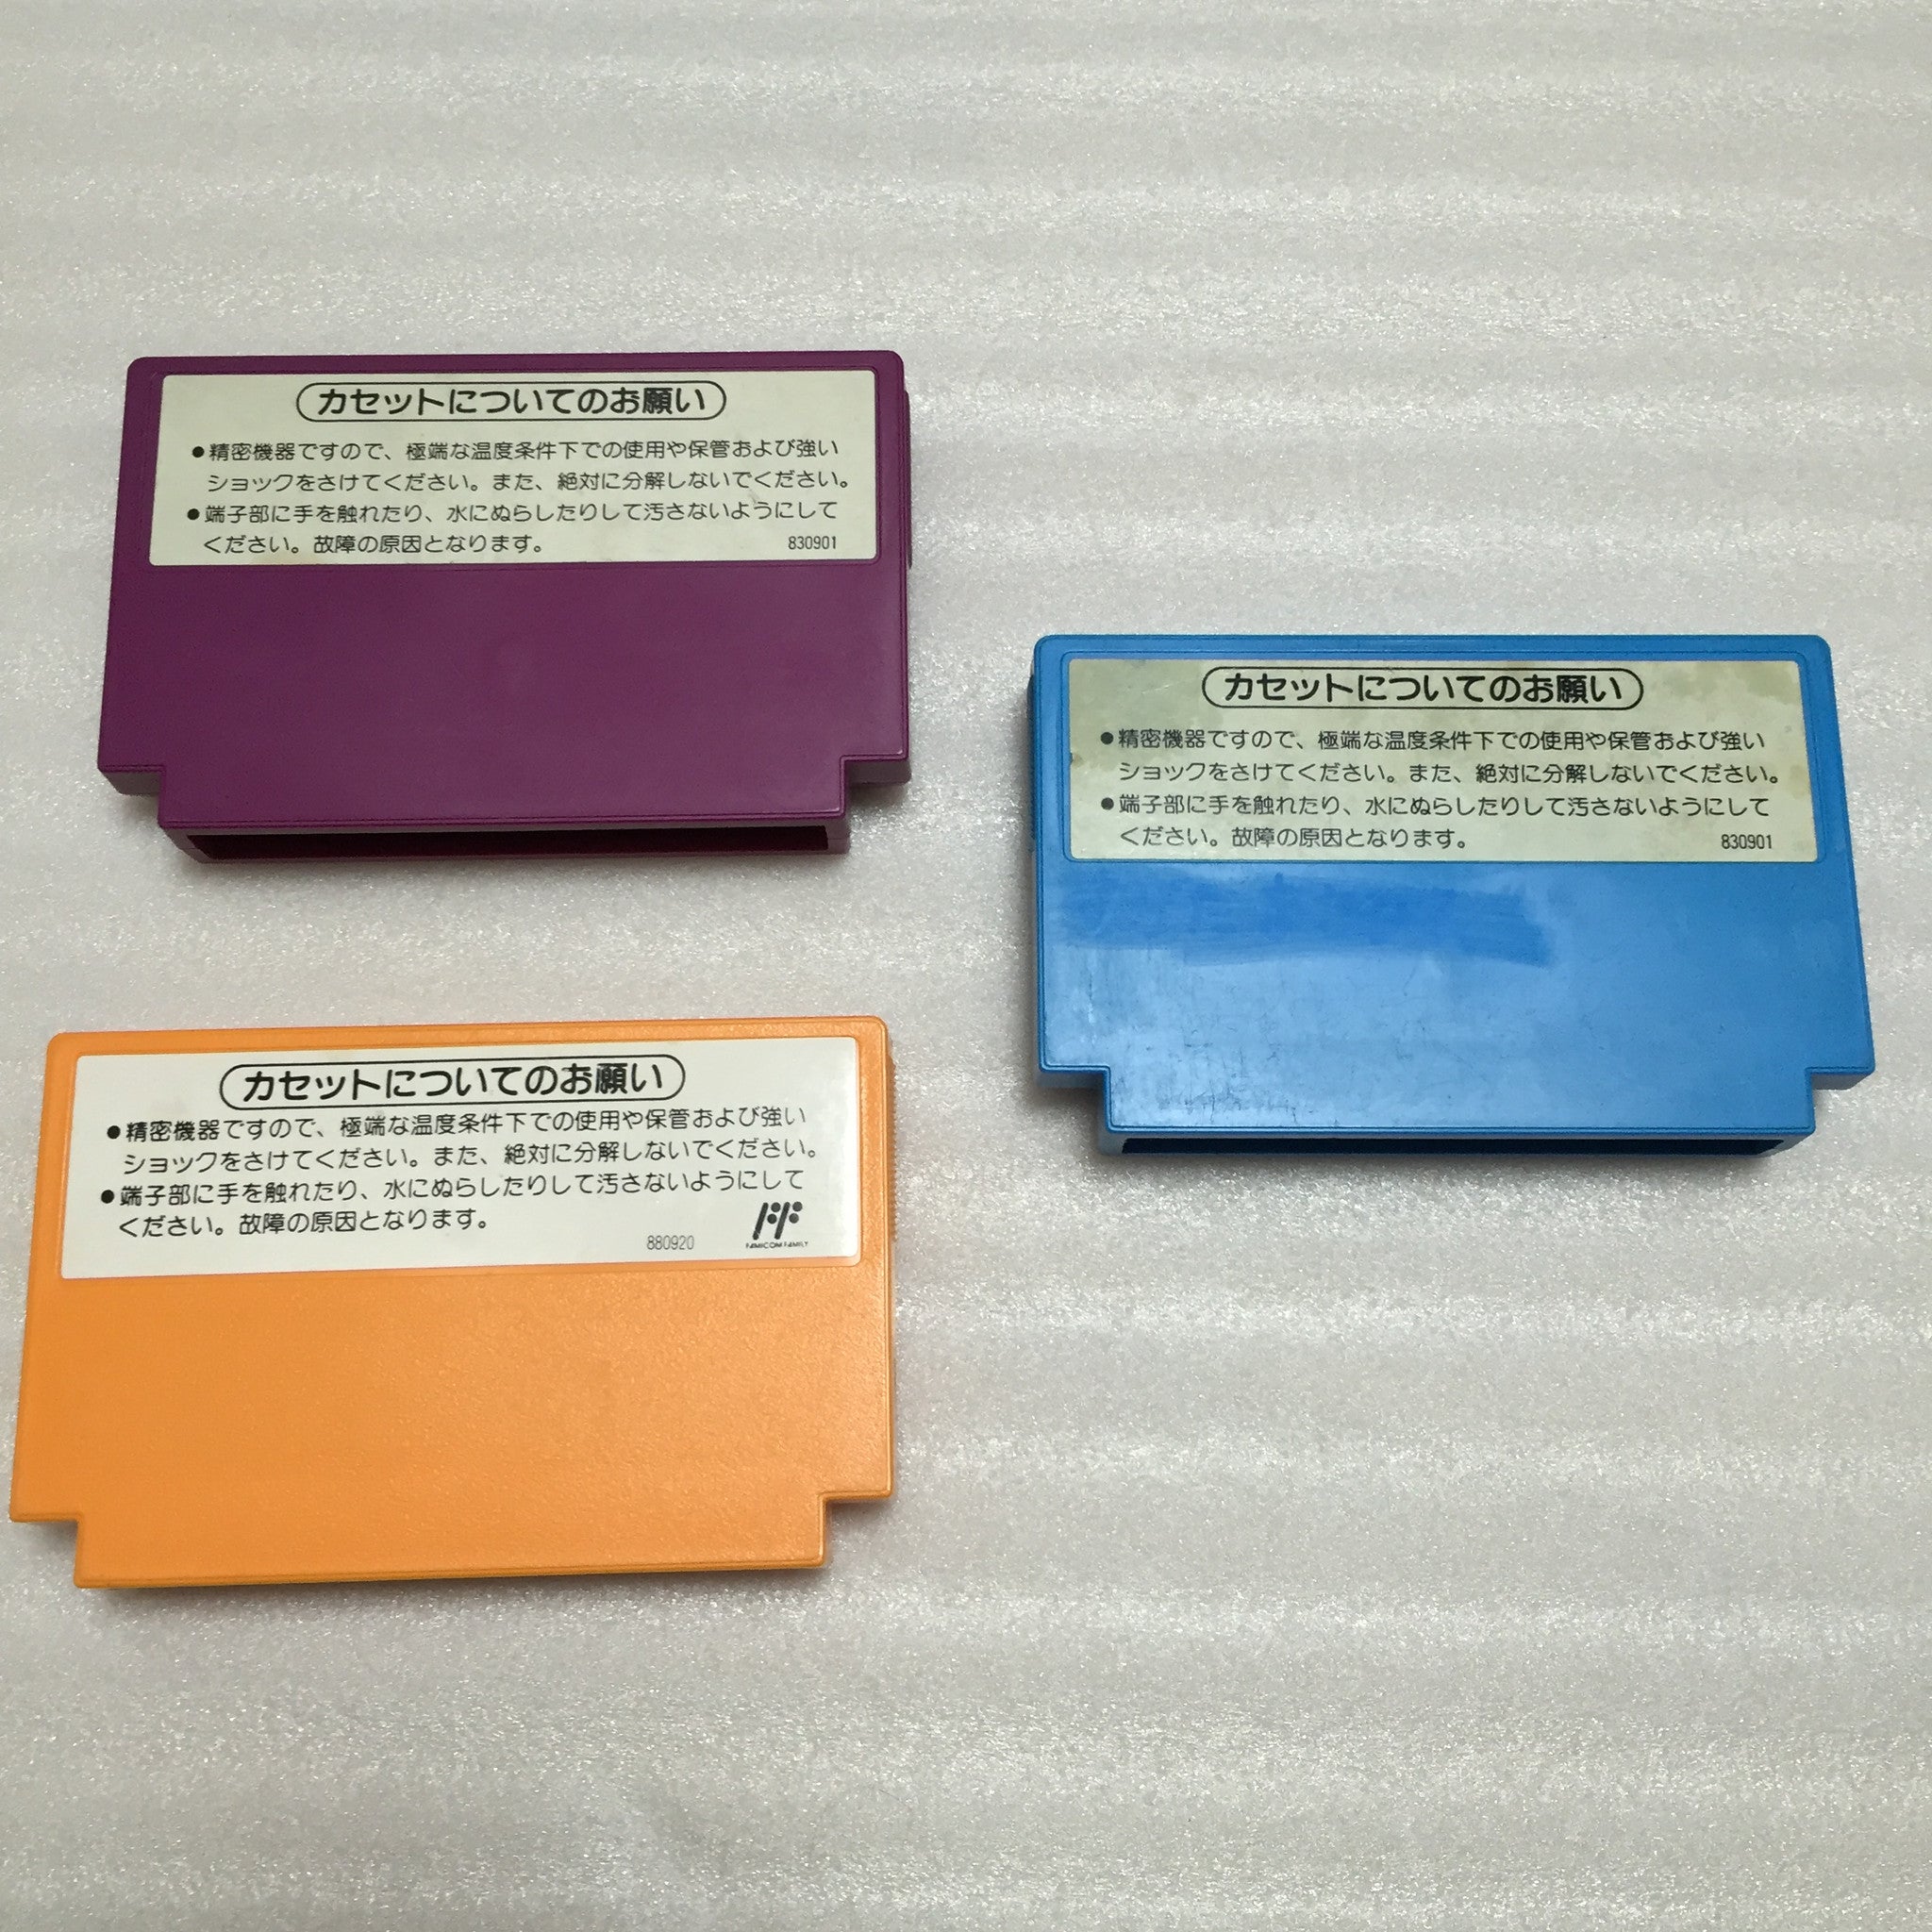 カセットについてのお願い
●精密機器ですので、極端な温度条件下での使用や保管および強い
ショックをさけてください。また、絶対に分解しないでください。
●端子部に手を触れたり、水にぬらしたりして汚さないようにして
ください。故障の原因となります。 830901
カセットについてのお願い
●精密機器ですので、極端な温度条件下での使用や保管および強い
ショックをさけてください。また、絶対に分解しないでください。
●端子部に手を触れたり、水にぬらしたりして汚さないようにして
ください。故障の原因となります。 830901
カセットについてのお願い
●精密機器ですので、極端な温度条件下での使用や保管および強い
ショックをさけてください。また、絶対に分解しないでください。
●端子部に手を触れたり、水にぬらしたりして汚さないようにして
ください。故障の原因となります。
880920 FAMICOM FAMILY